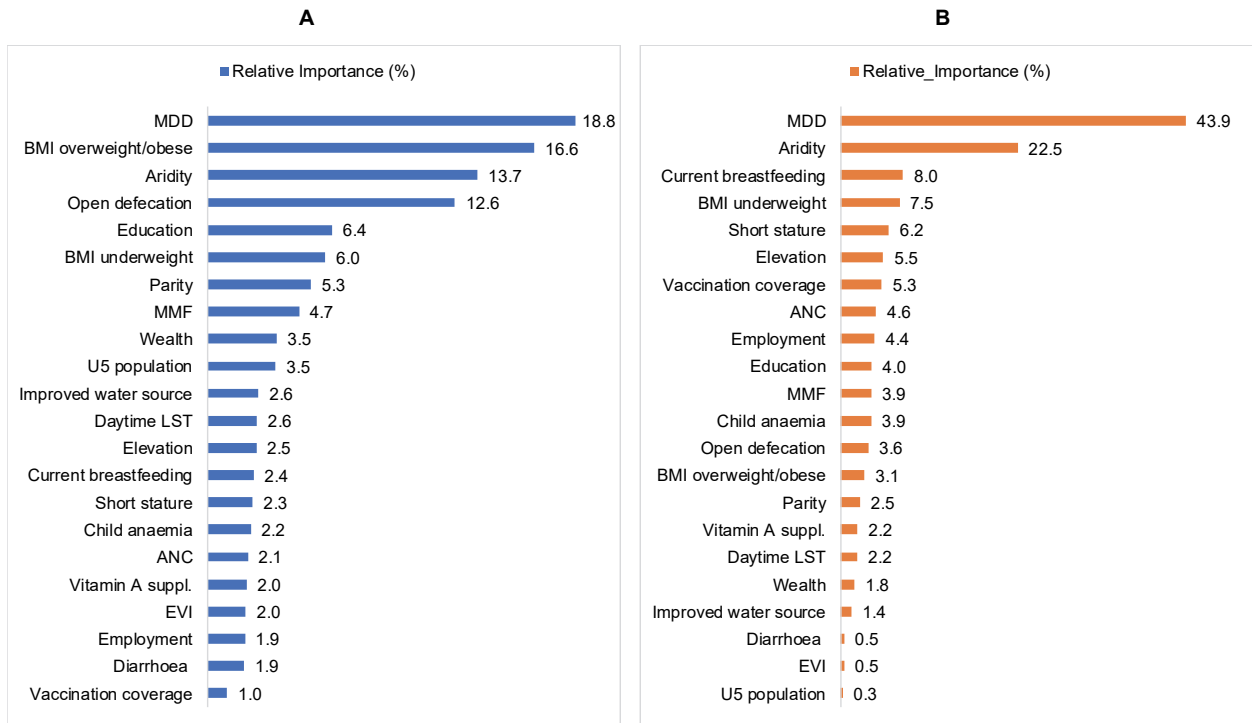 A
Relative Importance (%)
MDD 18.8
BMI overweight/obese 16.6
Aridity 13.7
Open defecation 12.6
Education 6.4
BMI underweight 6.0
Parity 5.3
MMF 4.7
Wealth 3.5
U5 population 3.5
Improved water source 2.6
Daytime LST 2.6
Elevation 2.5
Current breastfeeding 2.4
Short stature 2.3
Child anaemia 2.2
ANC 2.1
Vitamin A suppl. 2.0
EVI 2.0
Employment 1.9
Diarrhoea 1.9
Vaccination coverage 1.0
B
Relative_Importance (%)
MDD 43.9
Aridity 22.5
Current breastfeeding 8.0
BMI underweight 7.5
Short stature 6.2
Elevation 5.5
Vaccination coverage 5.3
ANC 4.6
Employment 4.4
Education 4.0
MMF 3.9
Child anaemia 3.9
Open defecation 3.6
BMI overweight/obese 3.1
Parity 2.5
Vitamin A suppl. 2.2
Daytime LST 2.2
Wealth 1.8
Improved water source 1.4
Diarrhoea 0.5
EVI 0.5
U5 population 0.3